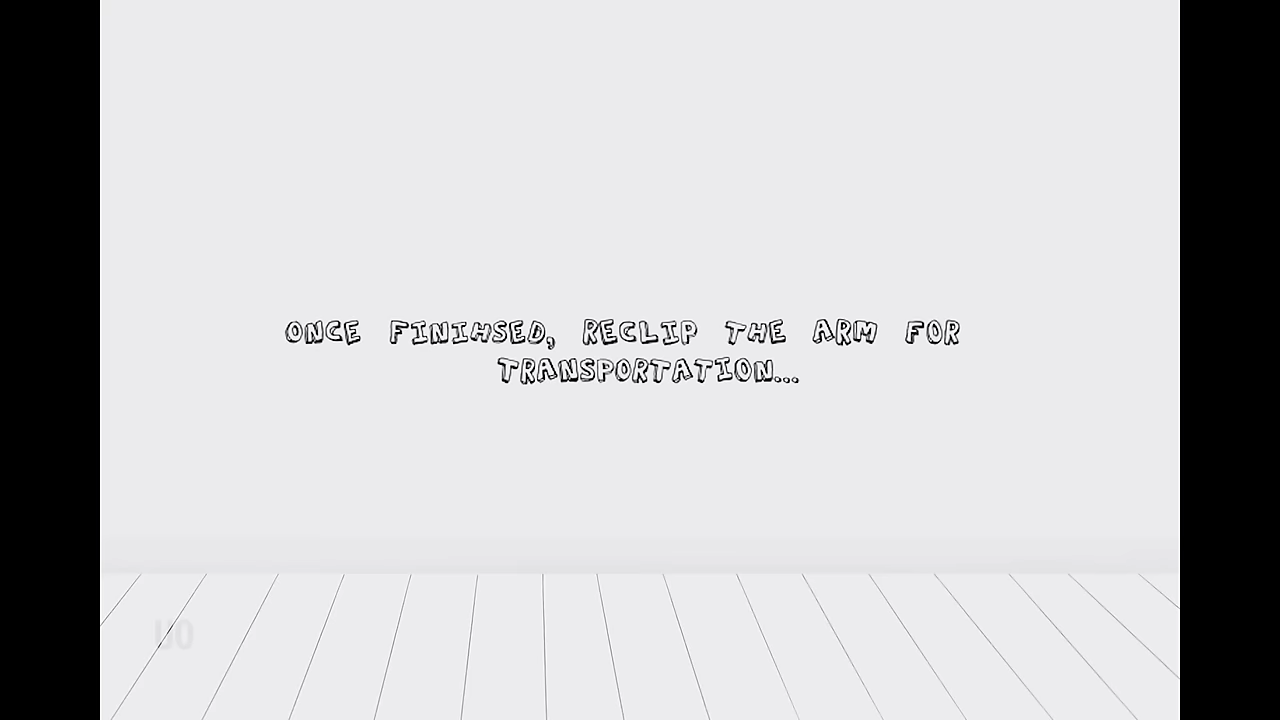 ONCE FINIHSED, RECLIP THE ARM FOR
TRANSPORTATION...